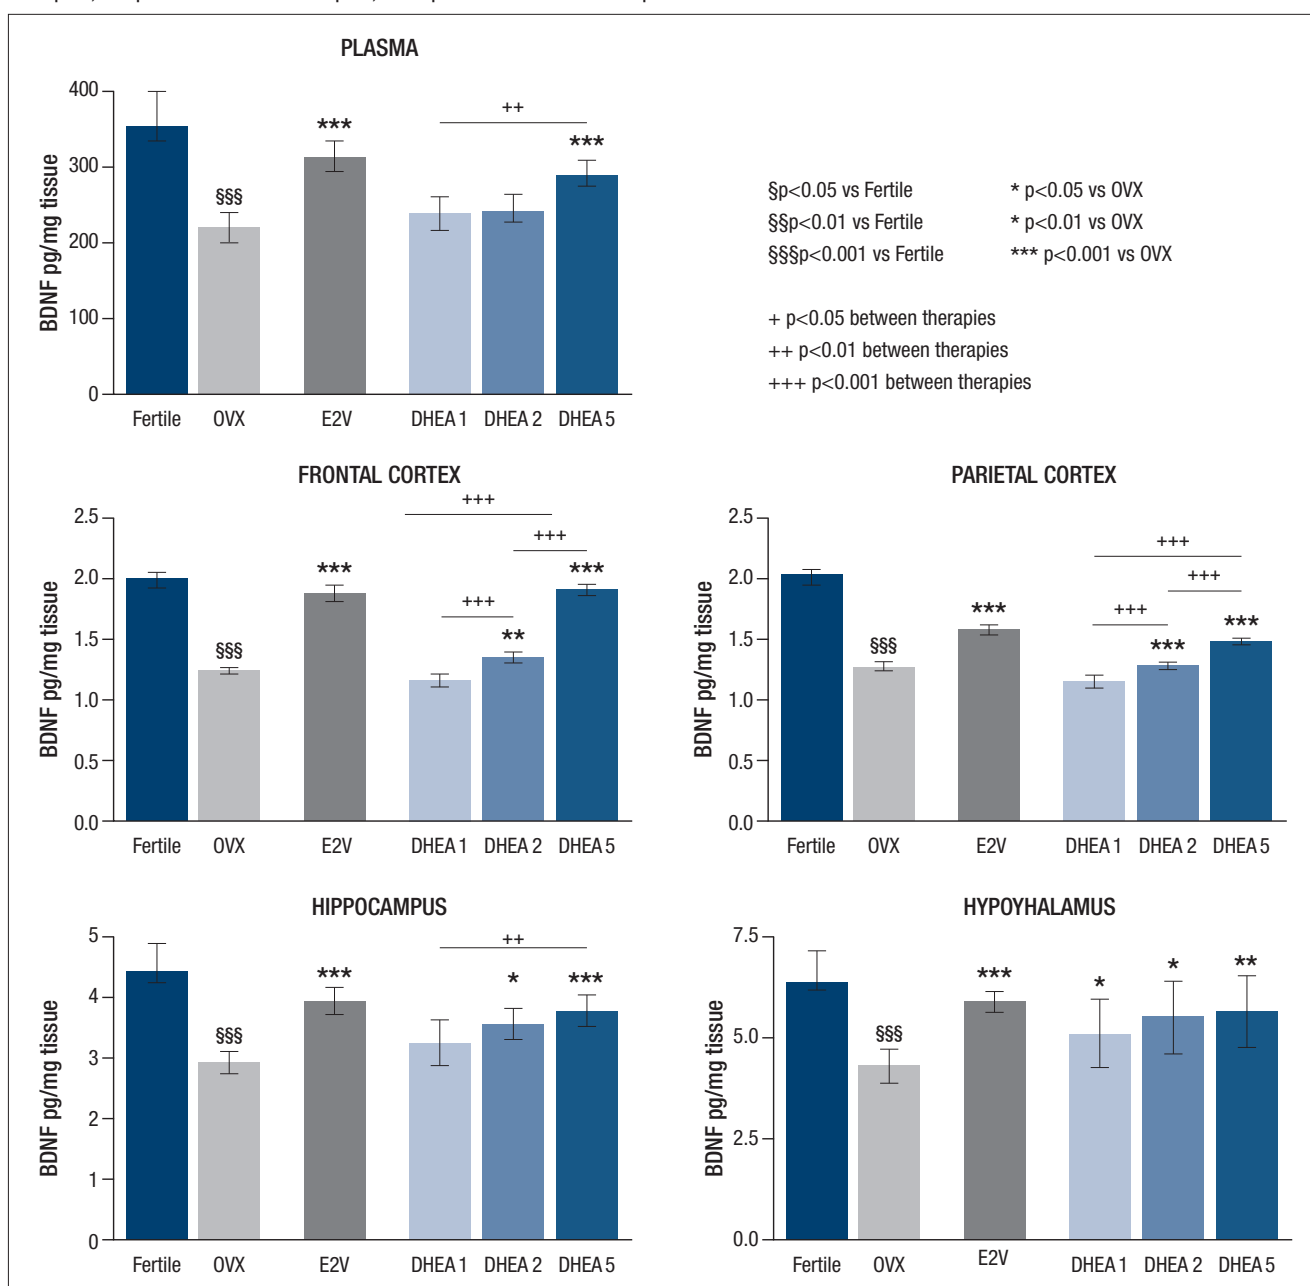 PLASMA
BDNF pg/mg tissue
400
300
200
100
0
§§§
***
++
***
Fertile OVX E2V DHEA 1 DHEA 2 DHEA 5
§p<0.05 vs Fertile * p<0.05 vs OVX
§§p<0.01 vs Fertile * p<0.01 vs OVX
§§§p<0.001 vs Fertile *** p<0.001 vs OVX
+ p<0.05 between therapies
++ p<0.01 between therapies
+++ p<0.001 between therapies
FRONTAL CORTEX
BDNF pg/mg tissue
2.5
2.0
1.5
1.0
0.5
0.0
§§§
***
+++
+++
+++
**
***
Fertile OVX E2V DHEA 1 DHEA 2 DHEA 5
PARIETAL CORTEX
BDNF pg/mg tissue
2.5
2.0
1.5
1.0
0.5
0.0
§§§
***
+++
+++
+++
***
***
Fertile OVX E2V DHEA 1 DHEA 2 DHEA 5
HIPPOCAMPUS
BDNF pg/mg tissue
5
4
3
2
1
0
§§§
***
++
*
***
Fertile OVX E2V DHEA 1 DHEA 2 DHEA 5
HYPOYHALAMUS
BDNF pg/mg tissue
7.5
5.0
2.5
0.0
§§§
***
*
*
**
Fertile OVX E2V DHEA 1 DHEA 2 DHEA 5